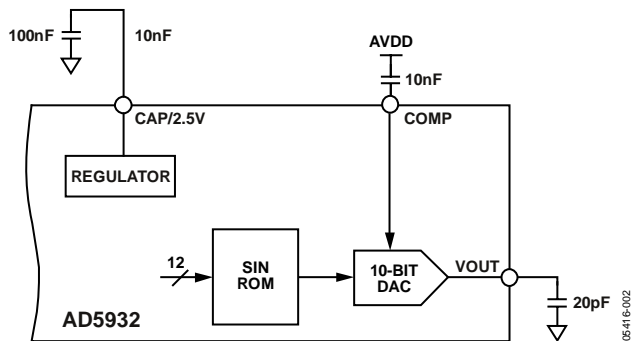 100nF
10nF
AVDD
10nF
CAP/2.5V
COMP
REGULATOR
12
SIN
ROM
10-BIT
DAC
VOUT
20pF
AD5932
05416-002